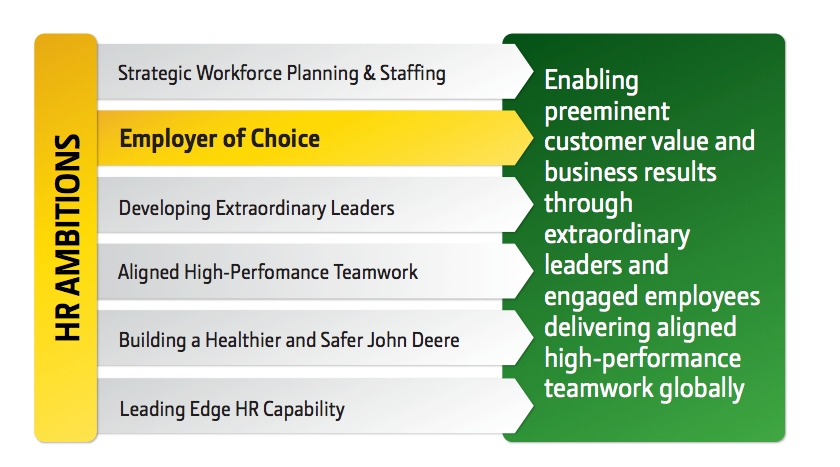 HR AMBITIONS
Strategic Workforce Planning & Staffing
Employer of Choice
Developing Extraordinary Leaders
Aligned High-Perfomance Teamwork
Building a Healthier and Safer John Deere
Leading Edge HR Capability
Enabling
preeminent
customer value and
business results
through
extraordinary
leaders and
engaged employees
delivering aligned
high-performance
teamwork globally